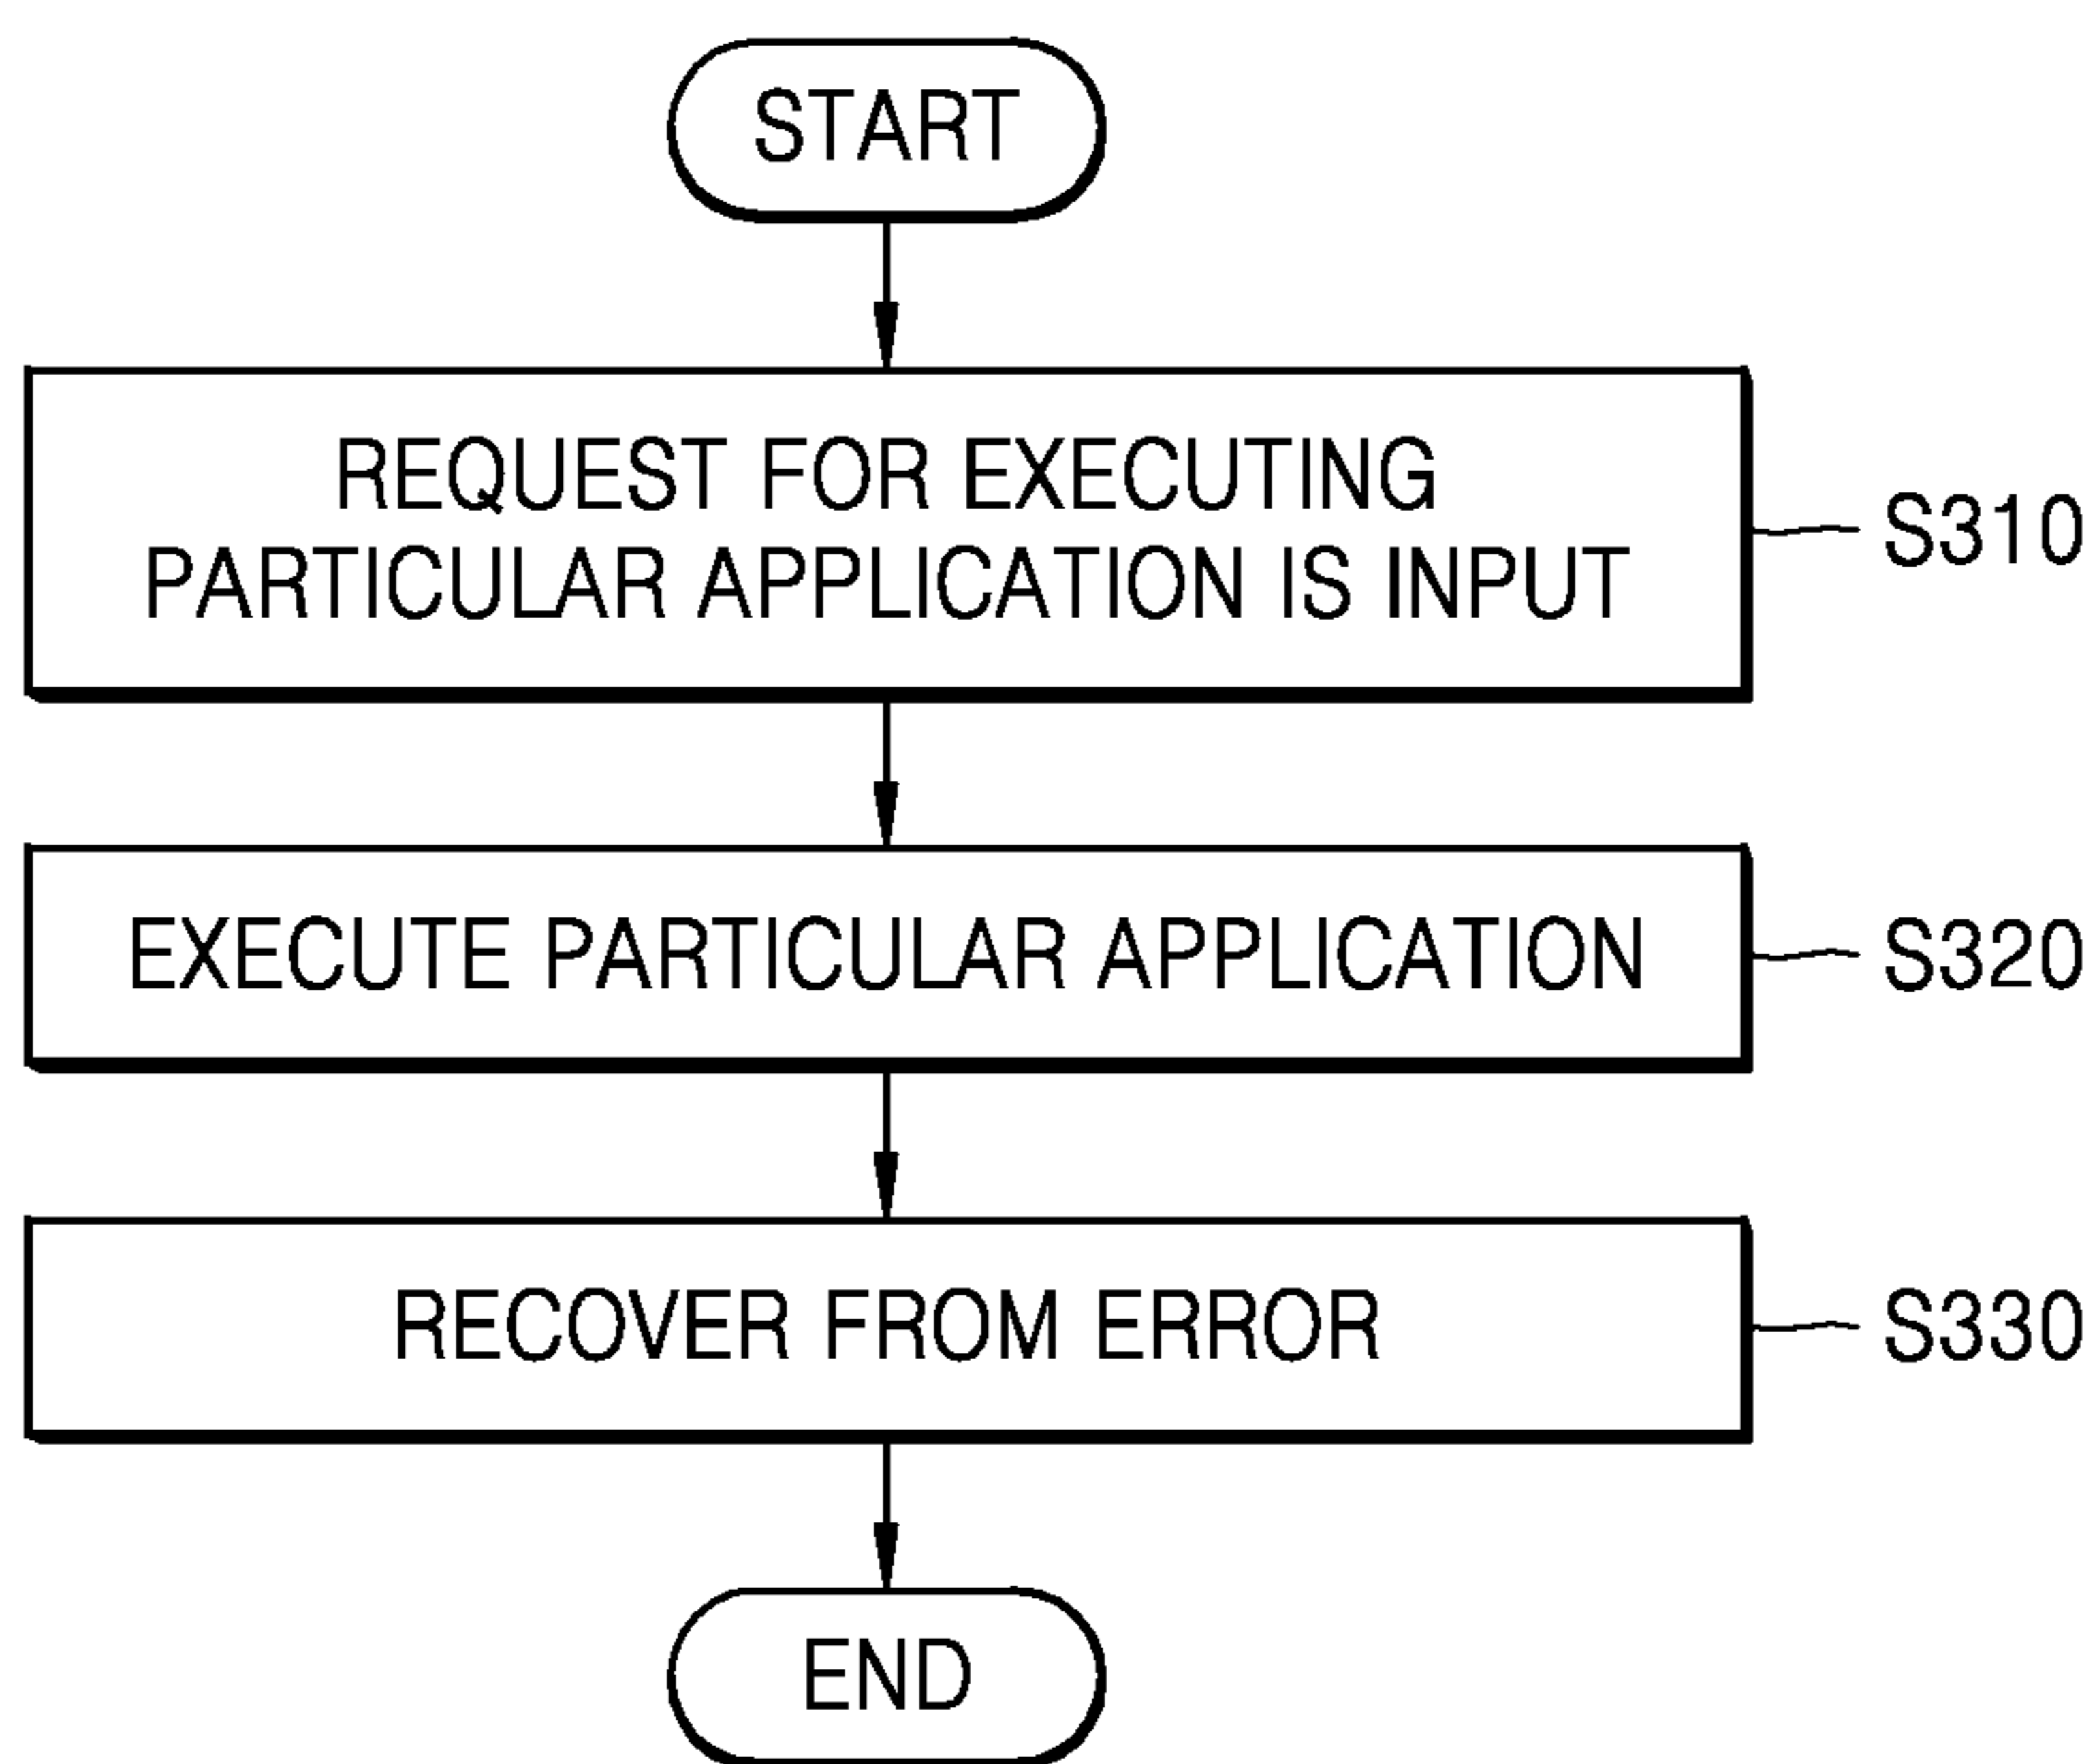 START
REQUEST FOR EXECUTING
PARTICULAR APPLICATION IS INPUT
S310
EXECUTE PARTICULAR APPLICATION
S320
RECOVER FROM ERROR
S330
END